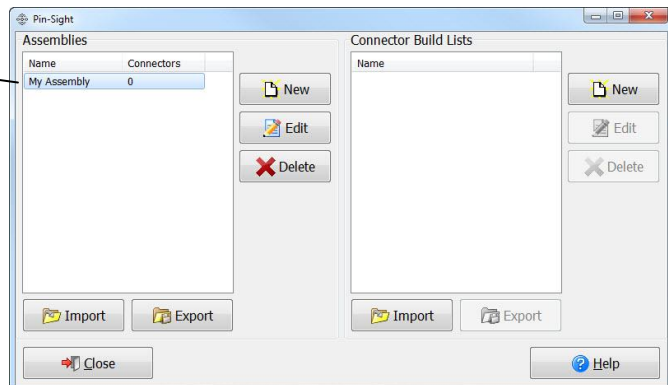 Pin-Sight
Assemblies
Name Connectors
My Assembly 0
New
Edit
Delete
Import Export
Connector Build Lists
Name
New
Edit
Delete
Import Export
Close
Help